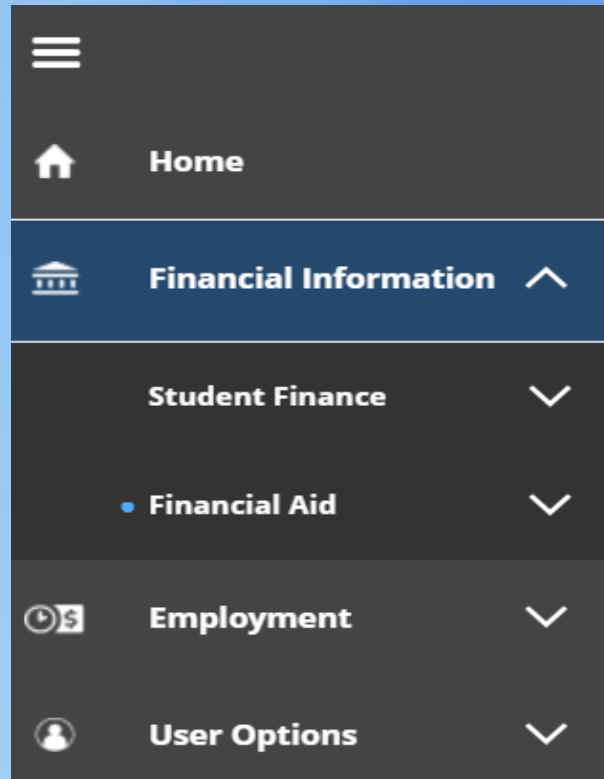 Home
Financial Information
Student Finance
Financial Aid
Employment
$
User Options